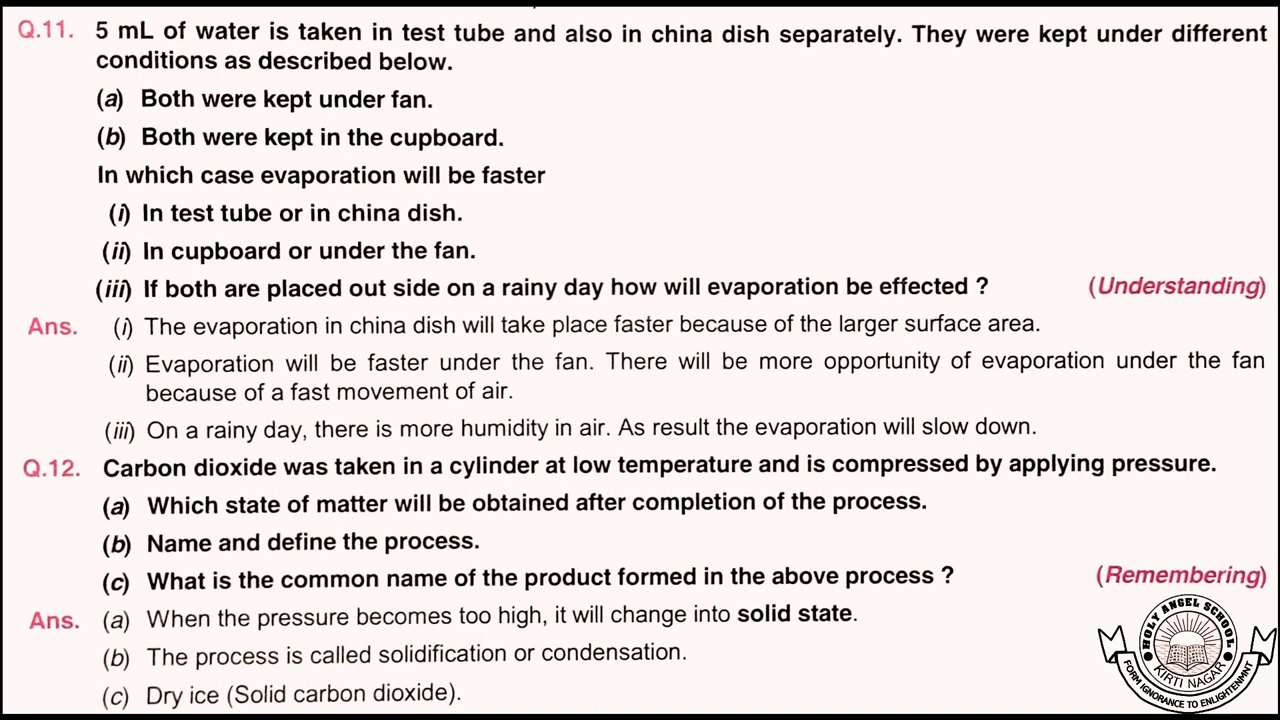 Q.11. 5 mL of water is taken in test tube and also in china dish separately. They were kept under different
conditions as described below.
(a) Both were kept under fan.
(b) Both were kept in the cupboard.
In which case evaporation will be faster
(i) In test tube or in china dish.
(ii) In cupboard or under the fan.
(iii) If both are placed out side on a rainy day how will evaporation be effected ? (Understanding)
Ans. (i) The evaporation in china dish will take place faster because of the larger surface area.
(ii) Evaporation will be faster under the fan. There will be more opportunity of evaporation under the fan
because of a fast movement of air.
(iii) On a rainy day, there is more humidity in air. As result the evaporation will slow down.
Q.12. Carbon dioxide was taken in a cylinder at low temperature and is compressed by applying pressure.
(a) Which state of matter will be obtained after completion of the process.
(b) Name and define the process.
(c) What is the common name of the product formed in the above process ? (Remembering)
Ans. (a) When the pressure becomes too high, it will change into solid state.
(b) The process is called solidification or condensation.
(c) Dry ice (Solid carbon dioxide).
HOLY ANGEL SCHOOL
KIRTI NAGAR
FORM IGNORANCE TO ENLIGHTENMNT